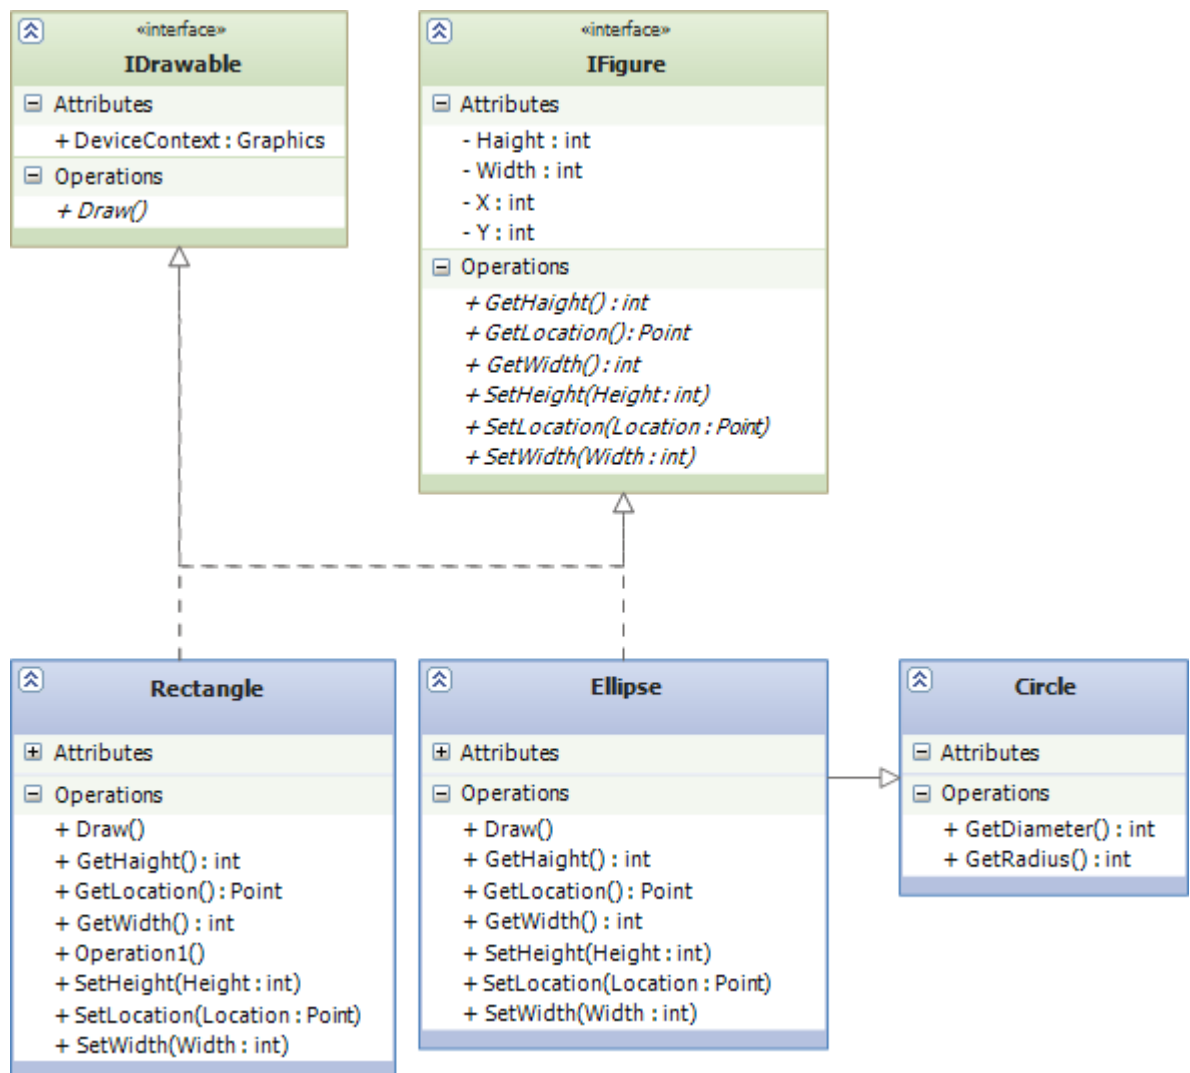 «interface»
IDrawable
Attributes
+ DeviceContext : Graphics
Operations
+ Draw()
«interface»
IFigure
Attributes
- Haight : int
- Width : int
- X : int
- Y : int
Operations
+ GetHaight() : int
+ GetLocation() : Point
+ GetWidth() : int
+ SetHeight(Height : int)
+ SetLocation(Location : Point)
+ SetWidth(Width : int)
Rectangle
Attributes
Operations
+ Draw()
+ GetHaight() : int
+ GetLocation() : Point
+ GetWidth() : int
+ Operation1()
+ SetHeight(Height : int)
+ SetLocation(Location : Point)
+ SetWidth(Width : int)
Ellipse
Attributes
Operations
+ Draw()
+ GetHaight() : int
+ GetLocation() : Point
+ GetWidth() : int
+ SetHeight(Height : int)
+ SetLocation(Location : Point)
+ SetWidth(Width : int)
Circle
Attributes
Operations
+ GetDiameter() : int
+ GetRadius() : int